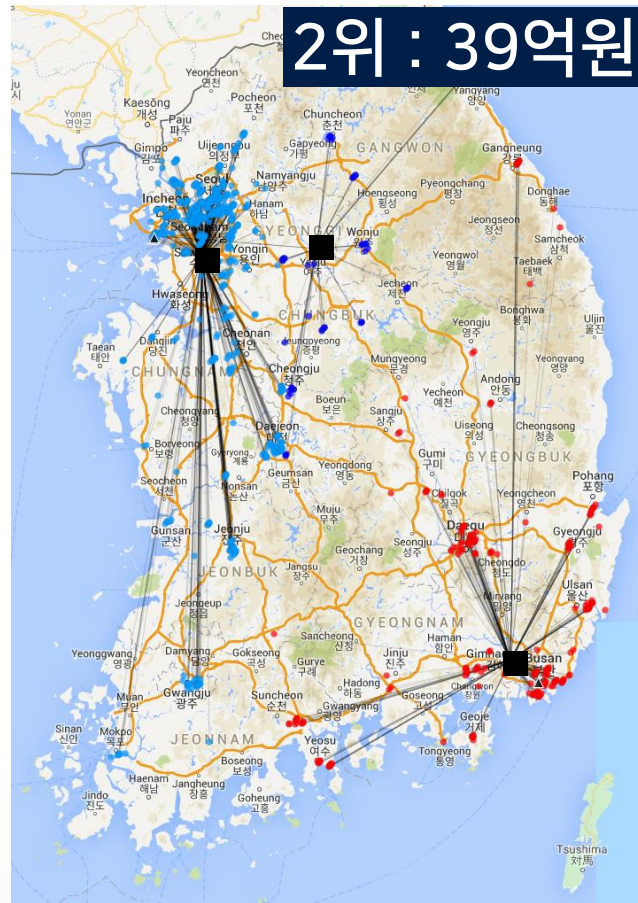 2위 : 39억원
Yeoncheon
연천
Pocheon
포천
Yangyang
양양
Yonan
연안군
Kaesŏng
개성
Paju
파주
Chuncheon
춘천
Gapyeong
가평
GANGWON
Gangneung
강릉
Gimpo
김포
Uijeongbu
의정부
Namyangju
남양주
Pyeongchang
평창
Hoengseong
횡성
Donghae
동해
Seoul
Hanam
하남
Jeongseon
정선
Incheon
GYEONGGI
Wonju
Samcheok
삼척
Yongin
용인
Yeongwol
영월
Taebaek
태백
여주
Hwaseong
화성
Jecheon
제천
Bonghwa
봉화
Uljin
울진
CHUNGBUK
Dangjin
당진
Cheonan
천안
Jeungpyeong
증평
Yeongju
영주
Taean
태안
Mungyeong
문경
Yeongyang
영양
CHUNGNAM
Cheongju
청주
Andong
안동
Boeun
보은
Yecheon
예천
Cheongyang
청양
Sangju
상주
Uiseong
의성
Cheongsong
청송
Daejeon
Boryeong
보령
Gyeryong
계룡
Gumi
구미
GYEONGBUK
Geumsan
금산
Yeongdong
영동
Pohang
포항
Seocheon
서천
Nonsan
논산
Chilgok
칠곡
Yeongcheon
영천
Muju
무주
Gunsan
군산
Jeonju
전주
Daegu
Gyeongju
경주
Seongju
성주
Geochang
거창
Cheongdo
청도
JEONBUK
Jangsu
장수
Ulsan
울산
Miryang
밀양
Jeongeup
정읍
GYEONGNAM
Sancheong
산청
Haman
함안
Yeonggwang
영광
Damyang
담양
Gokseong
곡성
Gurye
구례
Jinju
진주
Busan
Changwon
창원
Hadong
하동
Gwangju
광주
Suncheon
순천
Muan
무안
Gwangyang
광양
Goseong
고성
Geoje
거제
Sinan
신안
Mokpo
목포
JEONNAM
Yeosu
여수
Tongyeong
통영
Boseong
보성
Haenam
해남
Jangheung
장흥
Jindo
진도
Goheung
고흥
Tsushima
対馬